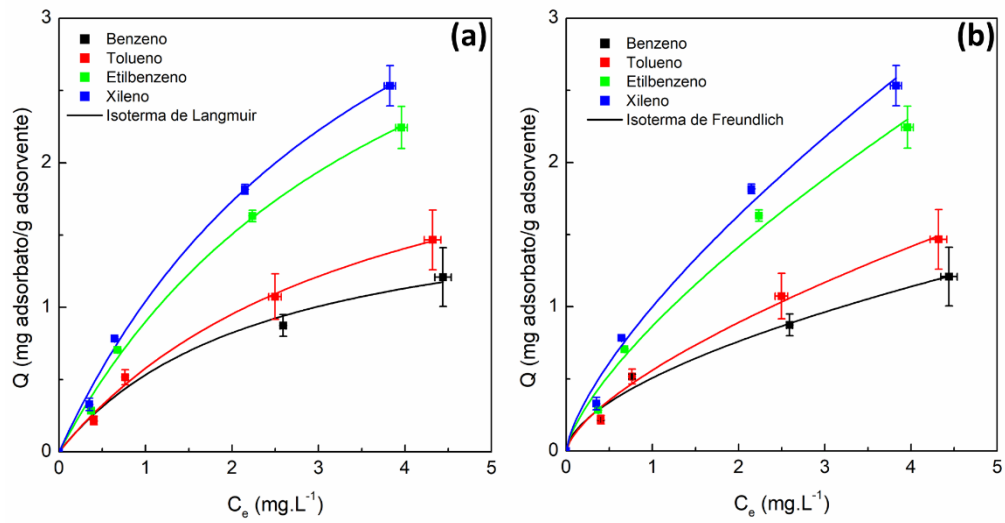 (a)
Benzeno
Tolueno
Etilbenzeno
Xileno
Isoterma de Langmuir
Q (mg adsorbato/g adsorvente)
3
2
1
0
0 1 2 3 4 5
Cₑ (mg.L⁻¹)
(b)
Benzeno
Tolueno
Etilbenzeno
Xileno
Isoterma de Freundlich
Q (mg adsorbato/g adsorvente)
3
2
1
0
0 1 2 3 4 5
Cₑ (mg.L⁻¹)